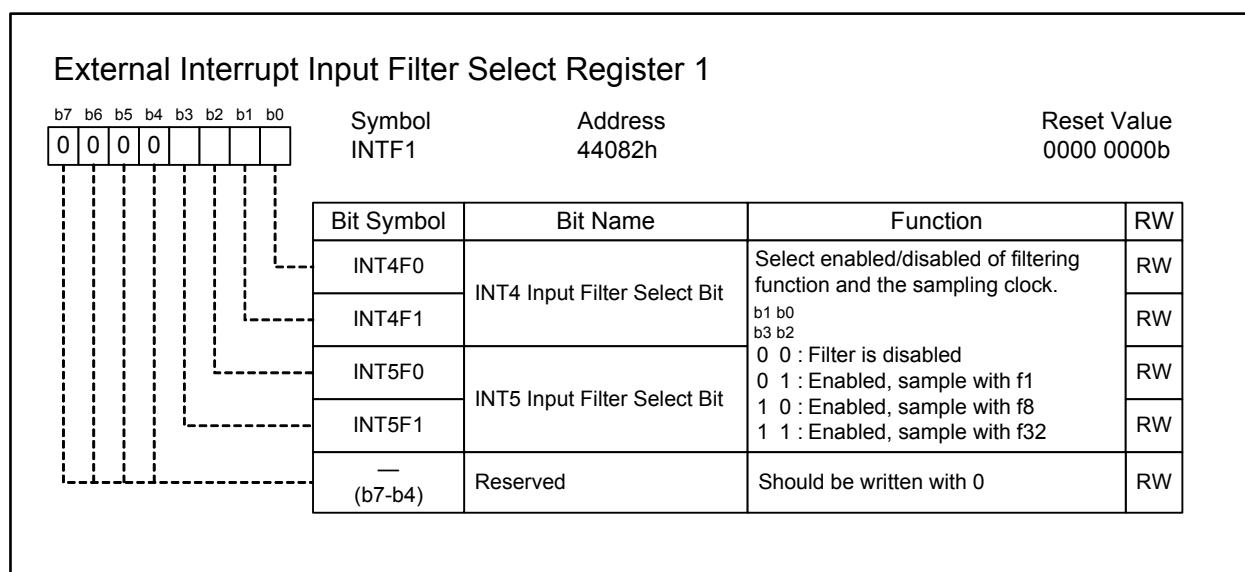 External Interrupt Input Filter Select Register 1
b7 b6 b5 b4 b3 b2 b1 b0
0 0 0 0
Symbol Address Reset Value
INTF1 44082h 0000 0000b
Bit Symbol Bit Name Function RW
INT4F0 INT4 Input Filter Select Bit RW
INT4F1 RW
INT5F0 INT5 Input Filter Select Bit RW
INT5F1 RW
Select enabled/disabled of filtering
function and the sampling clock.
b1 b0
b3 b2
0 0 : Filter is disabled
0 1 : Enabled, sample with f1
1 0 : Enabled, sample with f8
1 1 : Enabled, sample with f32
—
(b7-b4) Reserved Should be written with 0 RW